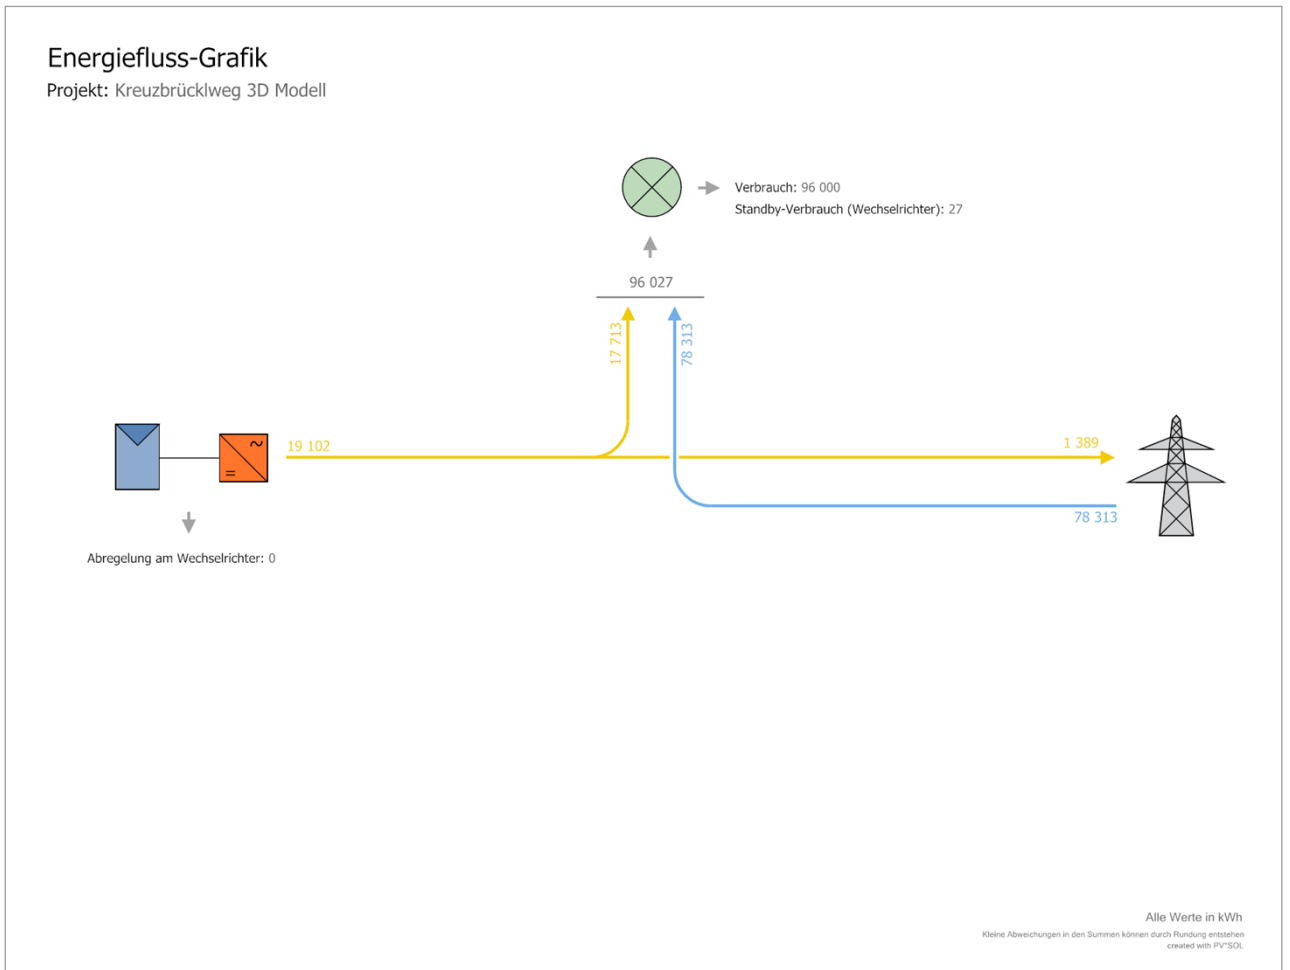 Energiefluss-Grafik
Projekt: Kreuzbrücklweg 3D Modell
Verbrauch: 96 000
Standby-Verbrauch (Wechselrichter): 27
96 027
17 713
78 313
19 102
1 389
78 313
Abregelung am Wechselrichter: 0
Alle Werte in kWh
Kleine Abweichungen in den Summen können durch Rundung entstehen
created with PV*SOL